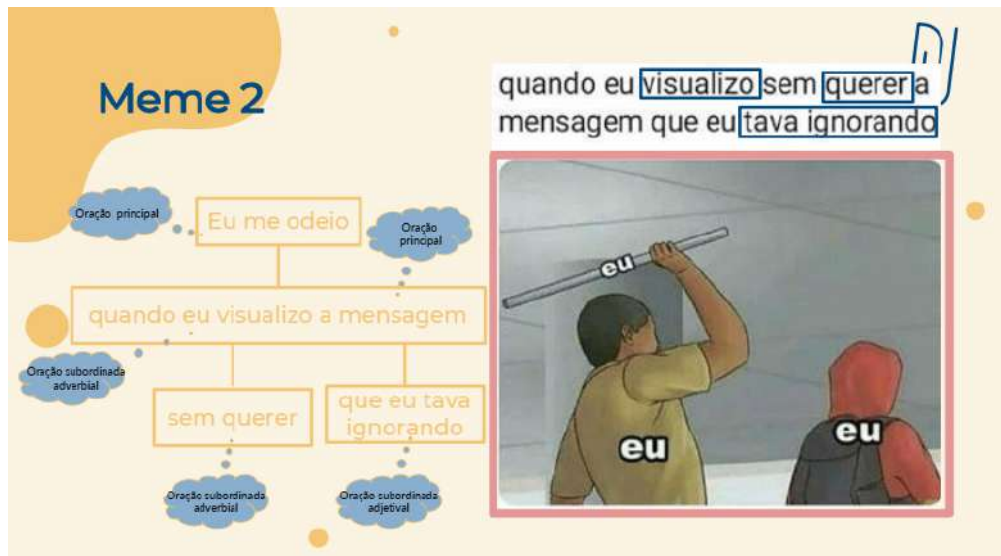 Meme 2
quando eu visualizo sem querer a
mensagem que eu tava ignorando
Oração principal
Eu me odeio
Oração
principal
quando eu visualizo a mensagem
Oração subordinada
adverbial
sem querer
que eu tava
ignorando
Oração subordinada
adverbial
Oração subordinada
adjetival
eu
eu
eu